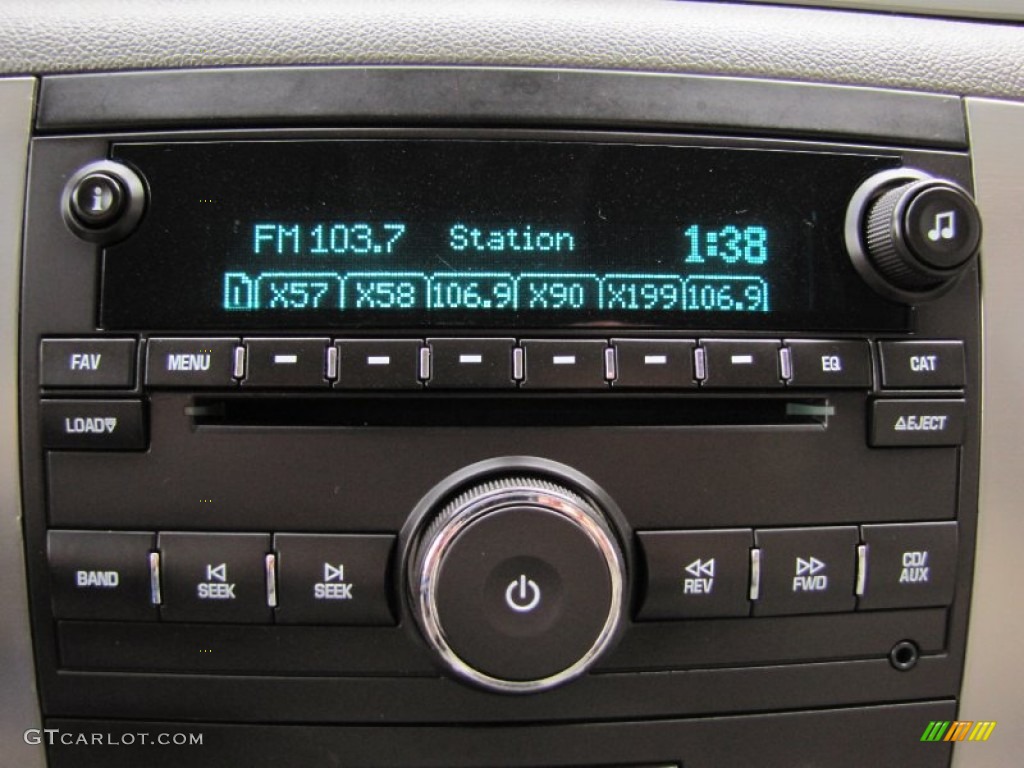 i
FM 103.7 Station 1:38
1 X57 X58 106.9 X90 X199 106.9
FAV MENU EQ CAT
LOAD EJECT
BAND SEEK SEEK REV FWD CD/
AUX
GTCARLOT.COM